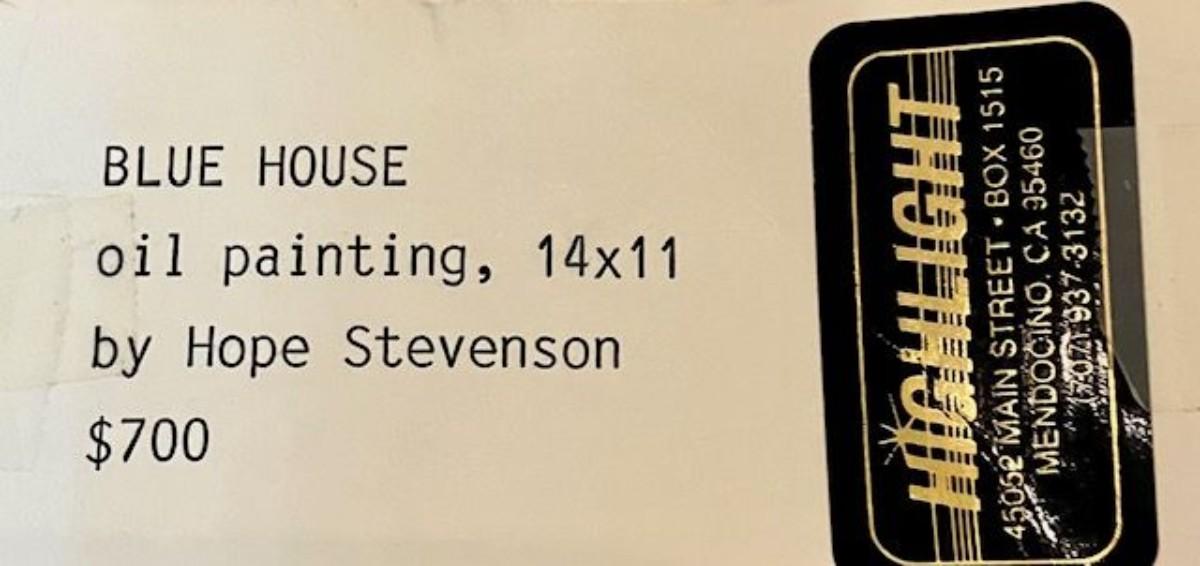 BLUE HOUSE
oil painting, 14x11
by Hope Stevenson
$700
HIGHLIGHT
45052 MAIN STREET • BOX 1515
MENDOCINO, CA 95460
(707) 937-3132